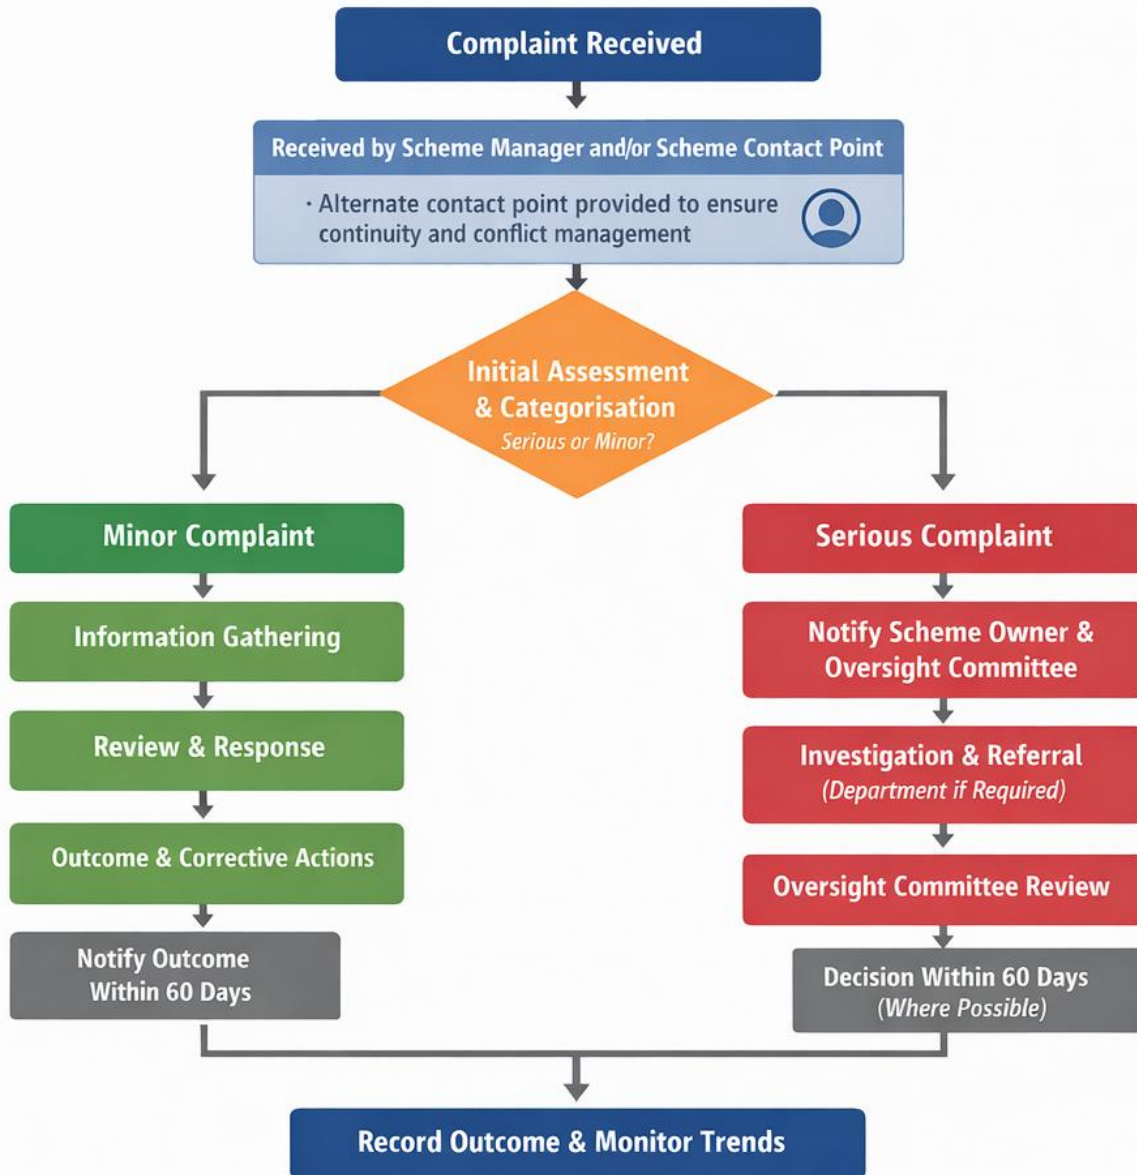 Complaint Received
Received by Scheme Manager and/or Scheme Contact Point
· Alternate contact point provided to ensure
continuity and conflict management
Initial Assessment
& Categorisation
Serious or Minor?
Minor Complaint
Information Gathering
Review & Response
Outcome & Corrective Actions
Notify Outcome
Within 60 Days
Serious Complaint
Notify Scheme Owner &
Oversight Committee
Investigation & Referral
(Department if Required)
Oversight Committee Review
Decision Within 60 Days
(Where Possible)
Record Outcome & Monitor Trends